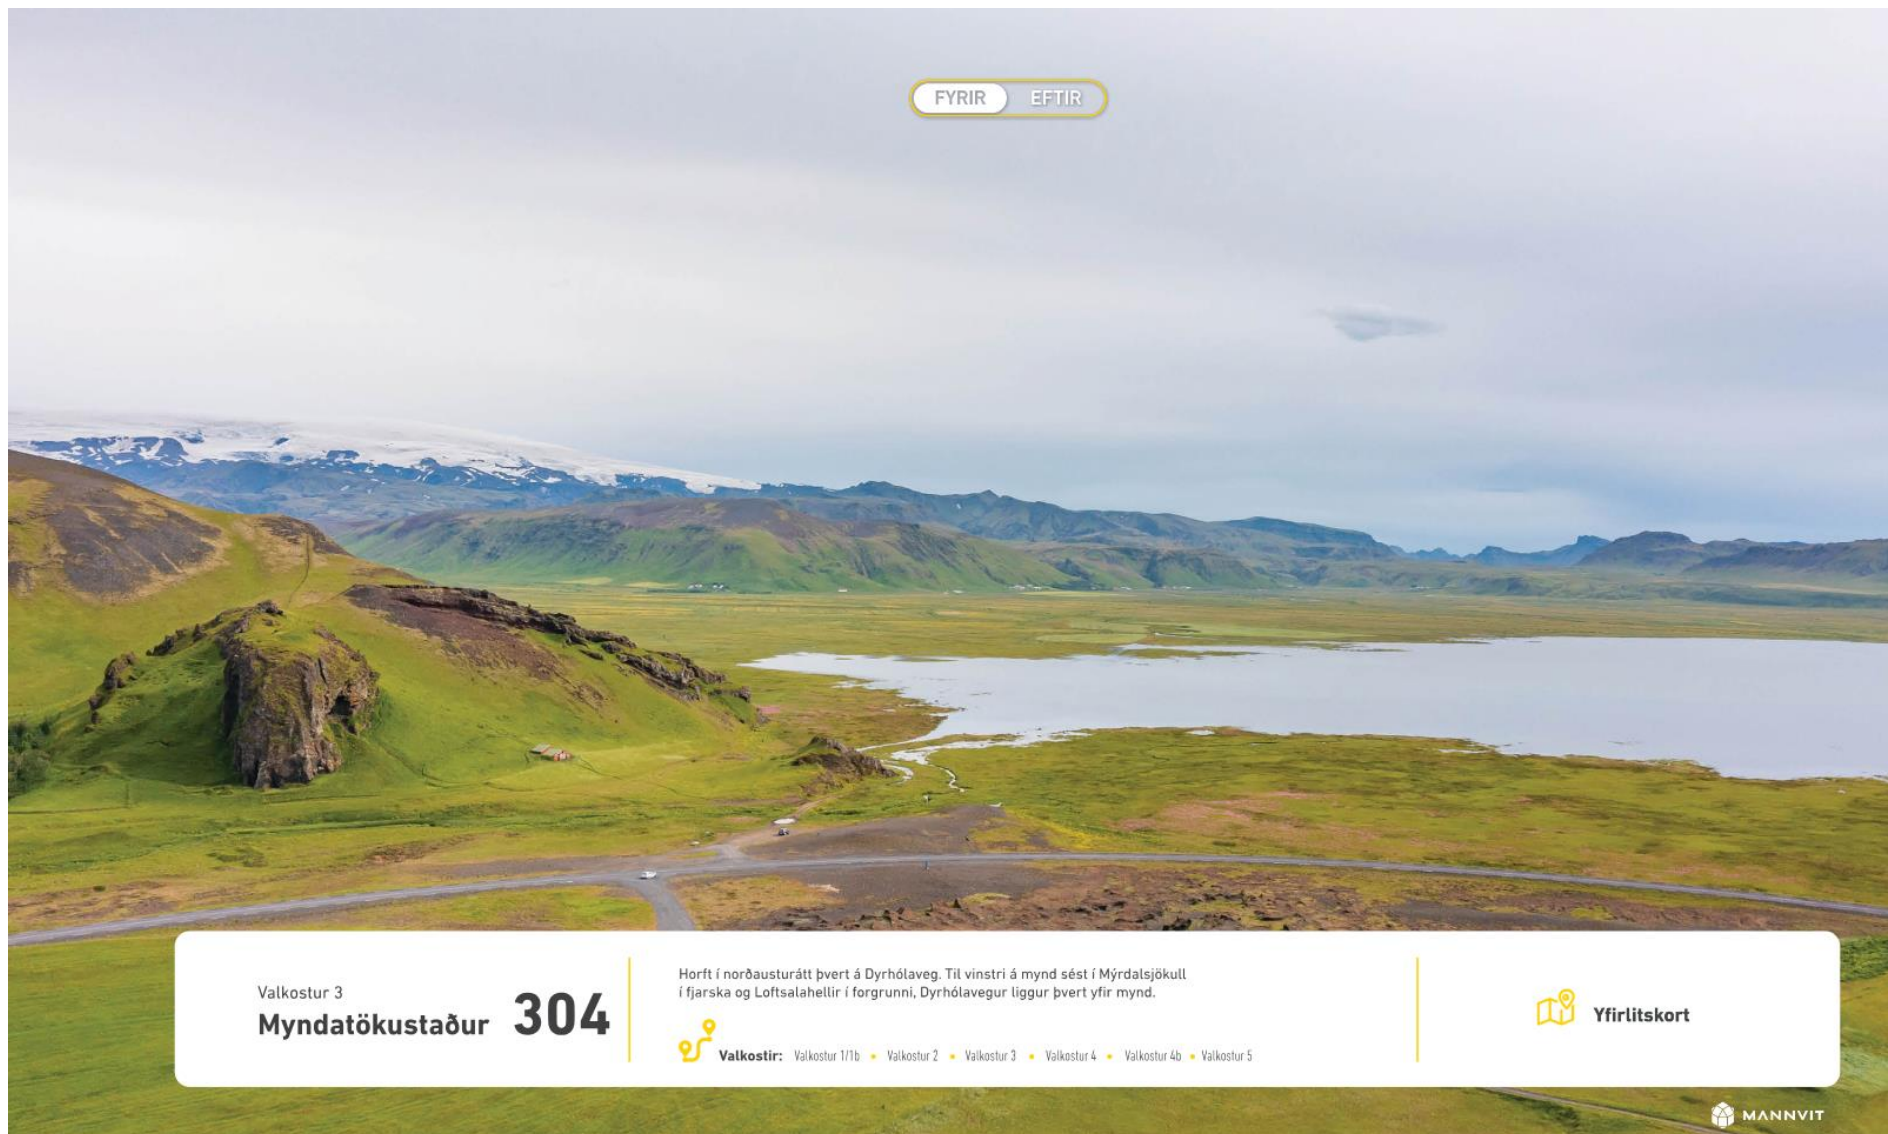 FYRIR EFTIR
Valkostur 3
Myndatökustaður 304
Horft í norðausturátt þvert á Dyrhólaveg. Til vinstri á mynd sést í Mýrdalsjökull
í fjarska og Loftsalahellir í forgrunni, Dyrhólavegur liggur þvert yfir mynd.
Valkostir: Valkostur 1/1b • Valkostur 2 • Valkostur 3 • Valkostur 4 • Valkostur 4b • Valkostur 5
Yfirlitskort
MANNVIT